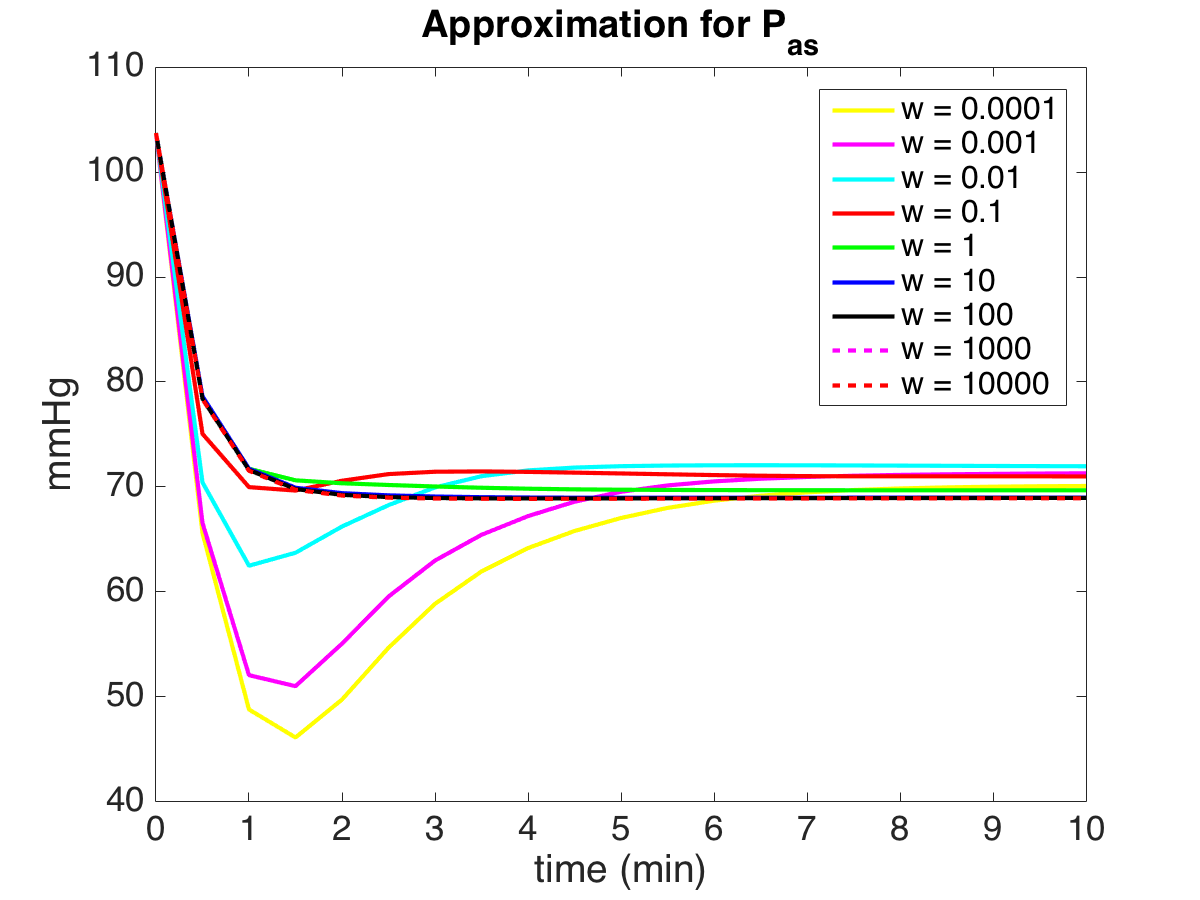 Approximation for P_as
110
100
90
80
70
60
50
40
mmHg
w = 0.0001
w = 0.001
w = 0.01
w = 0.1
w = 1
w = 10
w = 100
w = 1000
w = 10000
0 1 2 3 4 5 6 7 8 9 10
time (min)